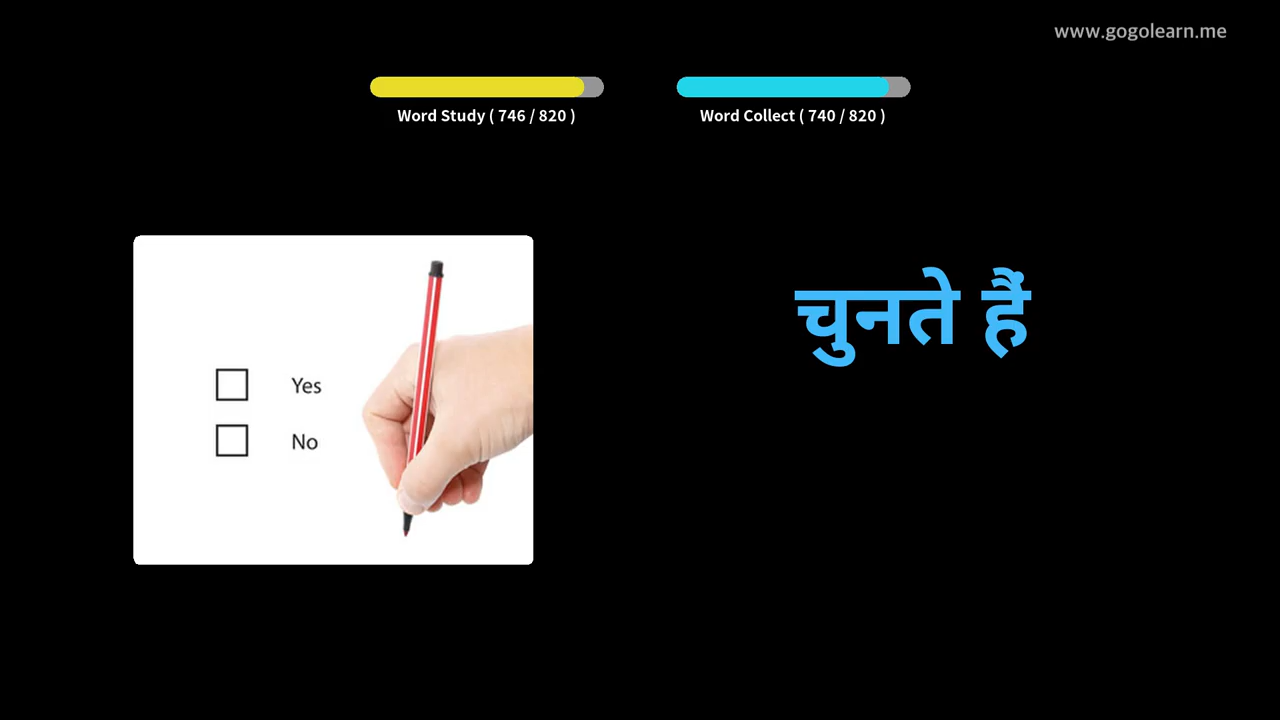 www.gogolearn.me
Word Study ( 746 / 820 )
Word Collect ( 740 / 820 )
चुनते हैं
Yes
No